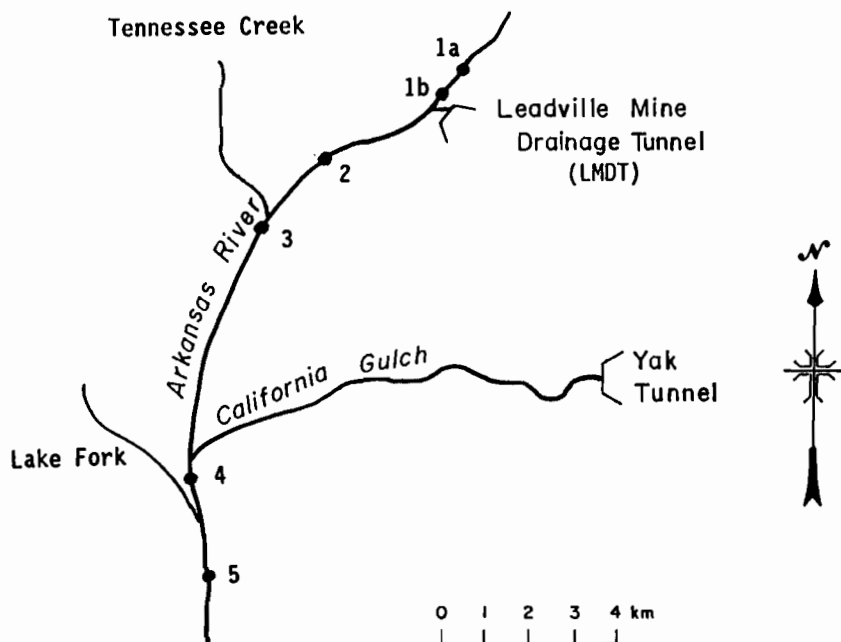 Tennessee Creek
1a
1b
Leadville Mine
Drainage Tunnel
(LMDT)
2
3
Arkansas River
N
California Gulch
Yak
Tunnel
Lake Fork
4
5
0 1 2 3 4 km